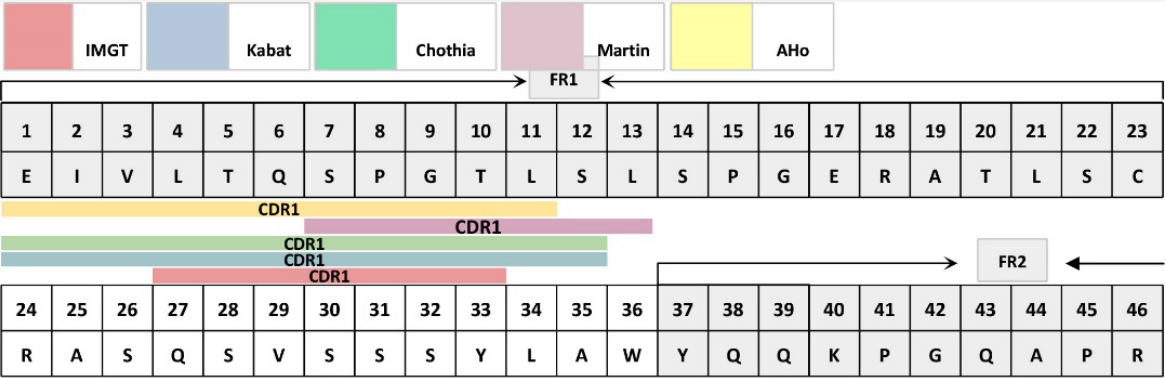 IMGT Kabat Chothia Martin AHo
FR1
1 2 3 4 5 6 7 8 9 10 11 12 13 14 15 16 17 18 19 20 21 22 23
E I V L T Q S P G T L S L S P G E R A T L S C
CDR1
CDR1
CDR1
CDR1
CDR1
FR2
24 25 26 27 28 29 30 31 32 33 34 35 36 37 38 39 40 41 42 43 44 45 46
R A S Q S V S S S Y L A W Y Q Q K P G Q A P R